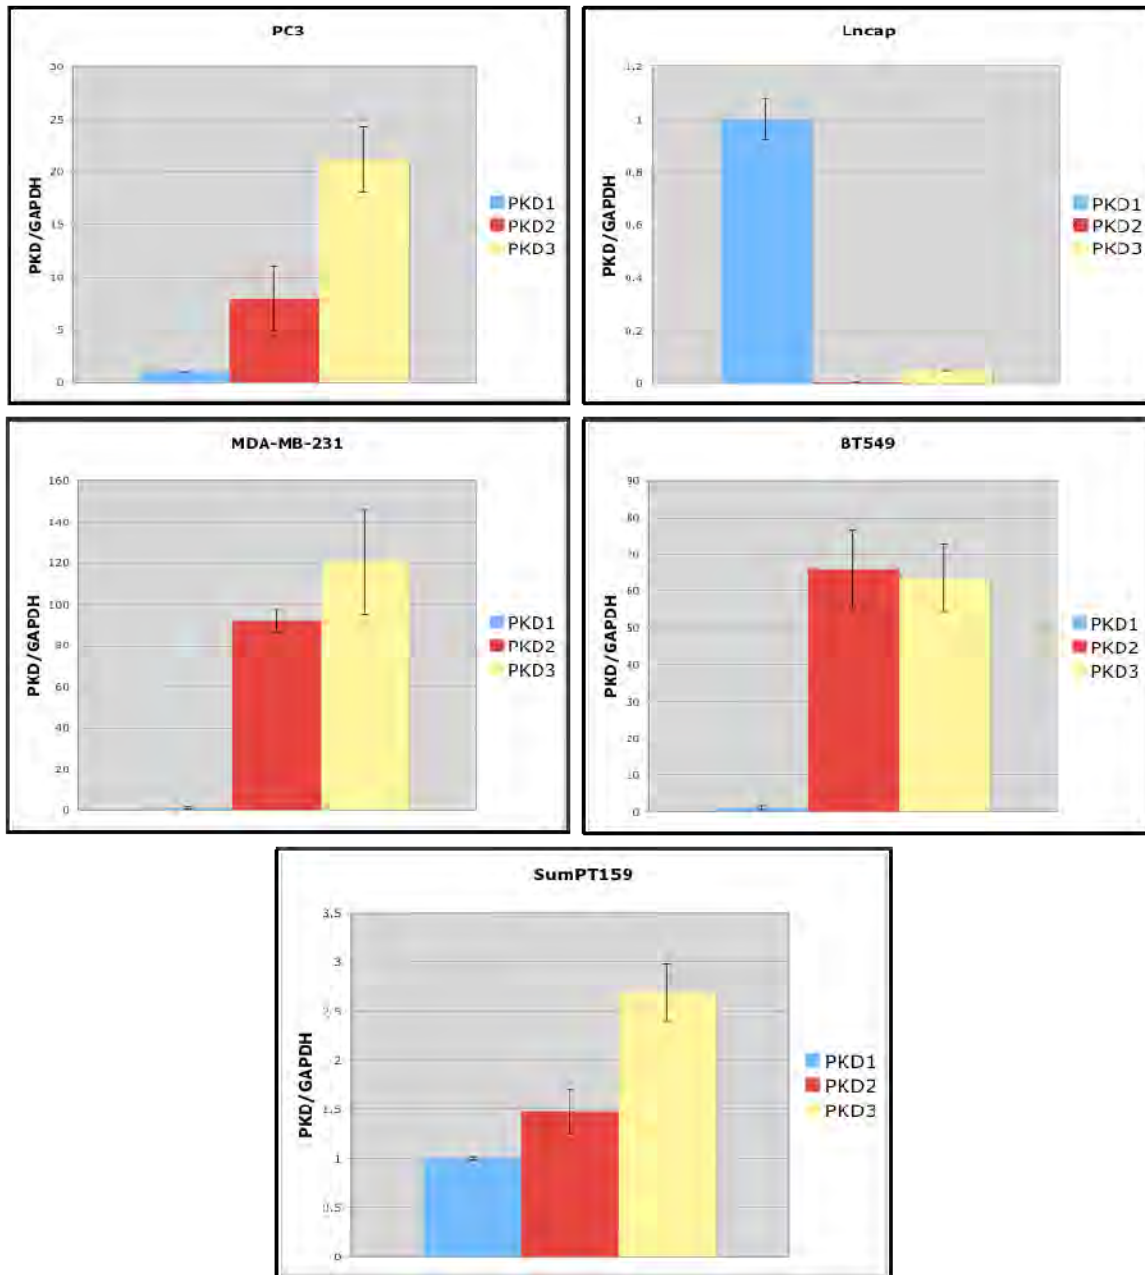 PC3
30
25
20
15
10
5
0
PKD/GAPDH
PKD1
PKD2
PKD3
Lncap
1.2
1
0.8
0.6
0.4
0.2
0
PKD/GAPDH
PKD1
PKD2
PKD3
MDA-MB-231
160
140
120
100
80
60
40
20
0
PKD/GAPDH
PKD1
PKD2
PKD3
BT549
90
80
70
60
50
40
30
20
10
0
PKD/GAPDH
PKD1
PKD2
PKD3
SumPT159
3.5
3
2.5
2
1.5
1
0.5
0
PKD/GAPDH
PKD1
PKD2
PKD3